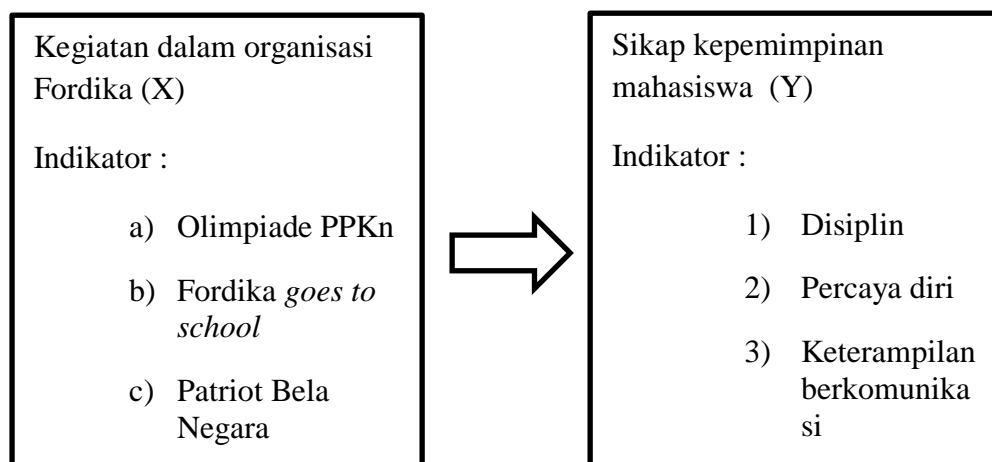 Kegiatan dalam organisasi
Fordika (X)
Indikator :
a) Olimpiade PPKn
b) Fordika goes to
school
c) Patriot Bela
Negara
Sikap kepemimpinan
mahasiswa (Y)
Indikator :
1) Disiplin
2) Percaya diri
3) Keterampilan
berkomunika
si